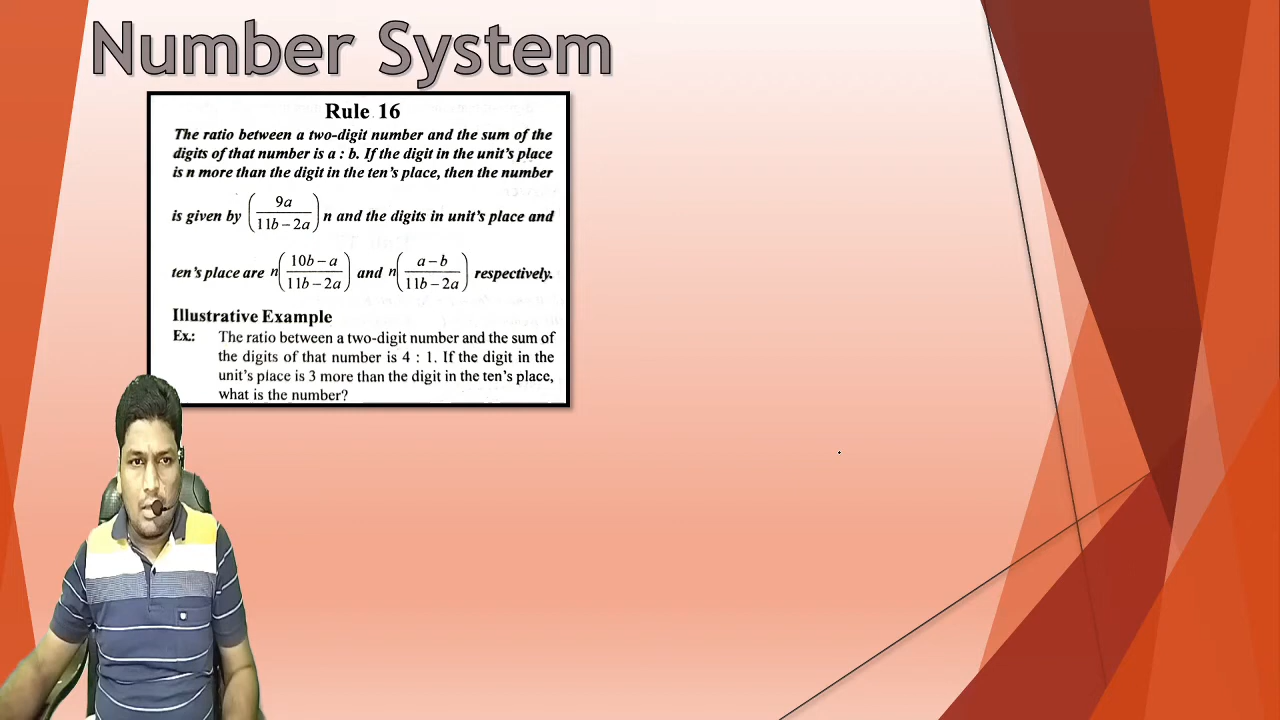 Number System
Rule 16
The ratio between a two-digit number and the sum of the
digits of that number is a : b. If the digit in the unit's place
is n more than the digit in the ten's place, then the number
is given by (9a / 11b – 2a) n and the digits in unit's place and
ten's place are n(10b – a / 11b – 2a) and n(a – b / 11b – 2a) respectively.
Illustrative Example
Ex.: The ratio between a two-digit number and the sum of
the digits of that number is 4 : 1. If the digit in the
unit's place is 3 more than the digit in the ten's place,
what is the number?